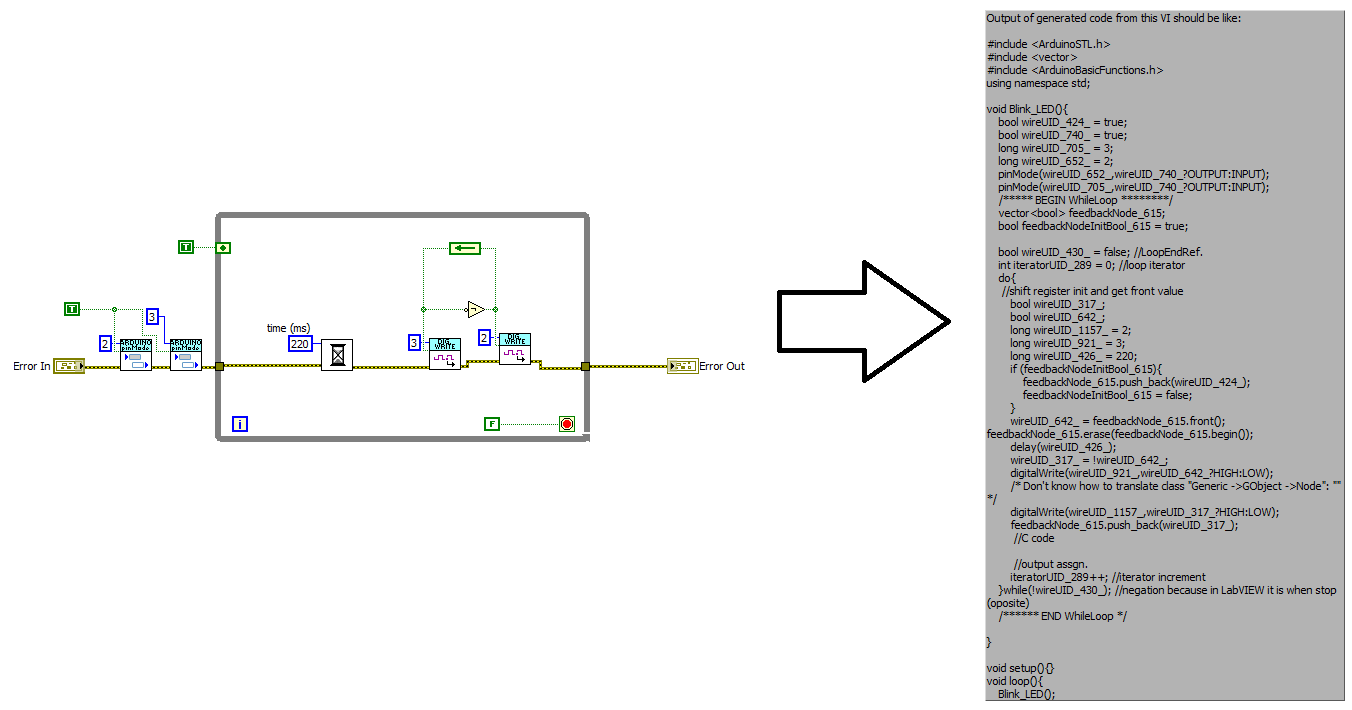 T
T
3
2
ARDUINO
pinMode
ARDUINO
pinMode
Error In
time (ms)
220
3
DIG
WRITE
2
DIG
WRITE
Error Out
i
F
Output of generated code from this VI should be like:
#include <ArduinoSTL.h>
#include <vector>
#include <ArduinoBasicFunctions.h>
using namespace std;
void Blink_LED(){
bool wireUID_424_ = true;
bool wireUID_740_ = true;
long wireUID_705_ = 3;
long wireUID_652_ = 2;
pinMode(wireUID_652_,wireUID_740_?OUTPUT:INPUT);
pinMode(wireUID_705_,wireUID_740_?OUTPUT:INPUT);
/***** BEGIN WhileLoop ********/
vector<bool> feedbackNode_615;
bool feedbackNodeInitBool_615 = true;
bool wireUID_430_ = false; //LoopEndRef.
int iteratorUID_289 = 0; //loop iterator
do{
//shift register init and get front value
bool wireUID_317_;
bool wireUID_642_;
long wireUID_1157_ = 2;
long wireUID_921_ = 3;
long wireUID_426_ = 220;
if (feedbackNodeInitBool_615){
feedbackNode_615.push_back(wireUID_424_);
feedbackNodeInitBool_615 = false;
}
wireUID_642_ = feedbackNode_615.front();
feedbackNode_615.erase(feedbackNode_615.begin());
delay(wireUID_426_);
wireUID_317_ = !wireUID_642_;
digitalWrite(wireUID_921_,wireUID_642_?HIGH:LOW);
/* Don't know how to translate class "Generic ->GObject ->Node": ""
*/
digitalWrite(wireUID_1157_,wireUID_317_?HIGH:LOW);
feedbackNode_615.push_back(wireUID_317_);
//C code
//output assgn.
iteratorUID_289++; //iterator increment
}while(!wireUID_430_); //negation because in LabVIEW it is when stop
(oposite)
/****** END WhileLoop */
}
void setup(){}
void loop(){
Blink_LED();